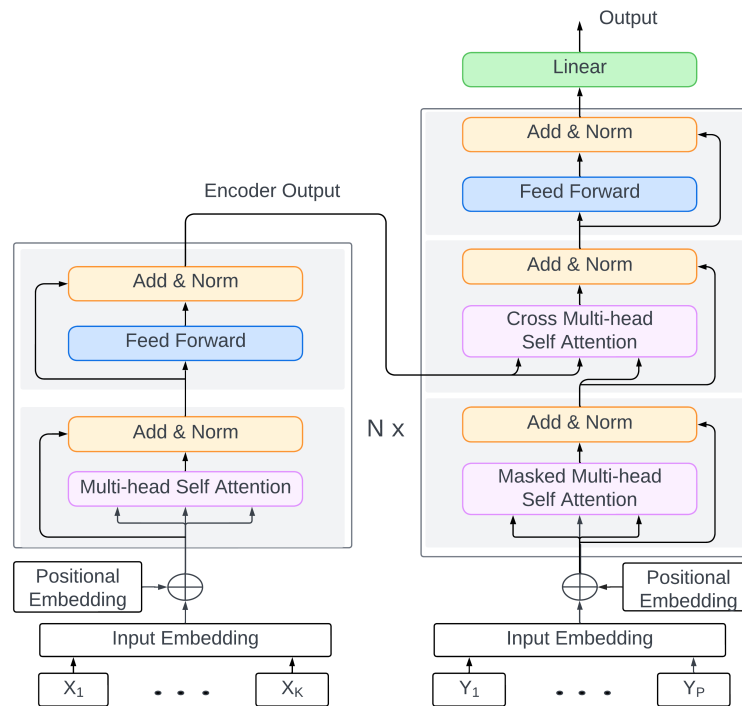 Output
Linear
Add & Norm
Feed Forward
Encoder Output
Add & Norm
Cross Multi-head
Self Attention
Add & Norm
Feed Forward
Add & Norm
Multi-head Self Attention
N x
Add & Norm
Masked Multi-head
Self Attention
Positional
Embedding
Positional
Embedding
Input Embedding
Input Embedding
X1 . . . XK
Y1 . . . YP